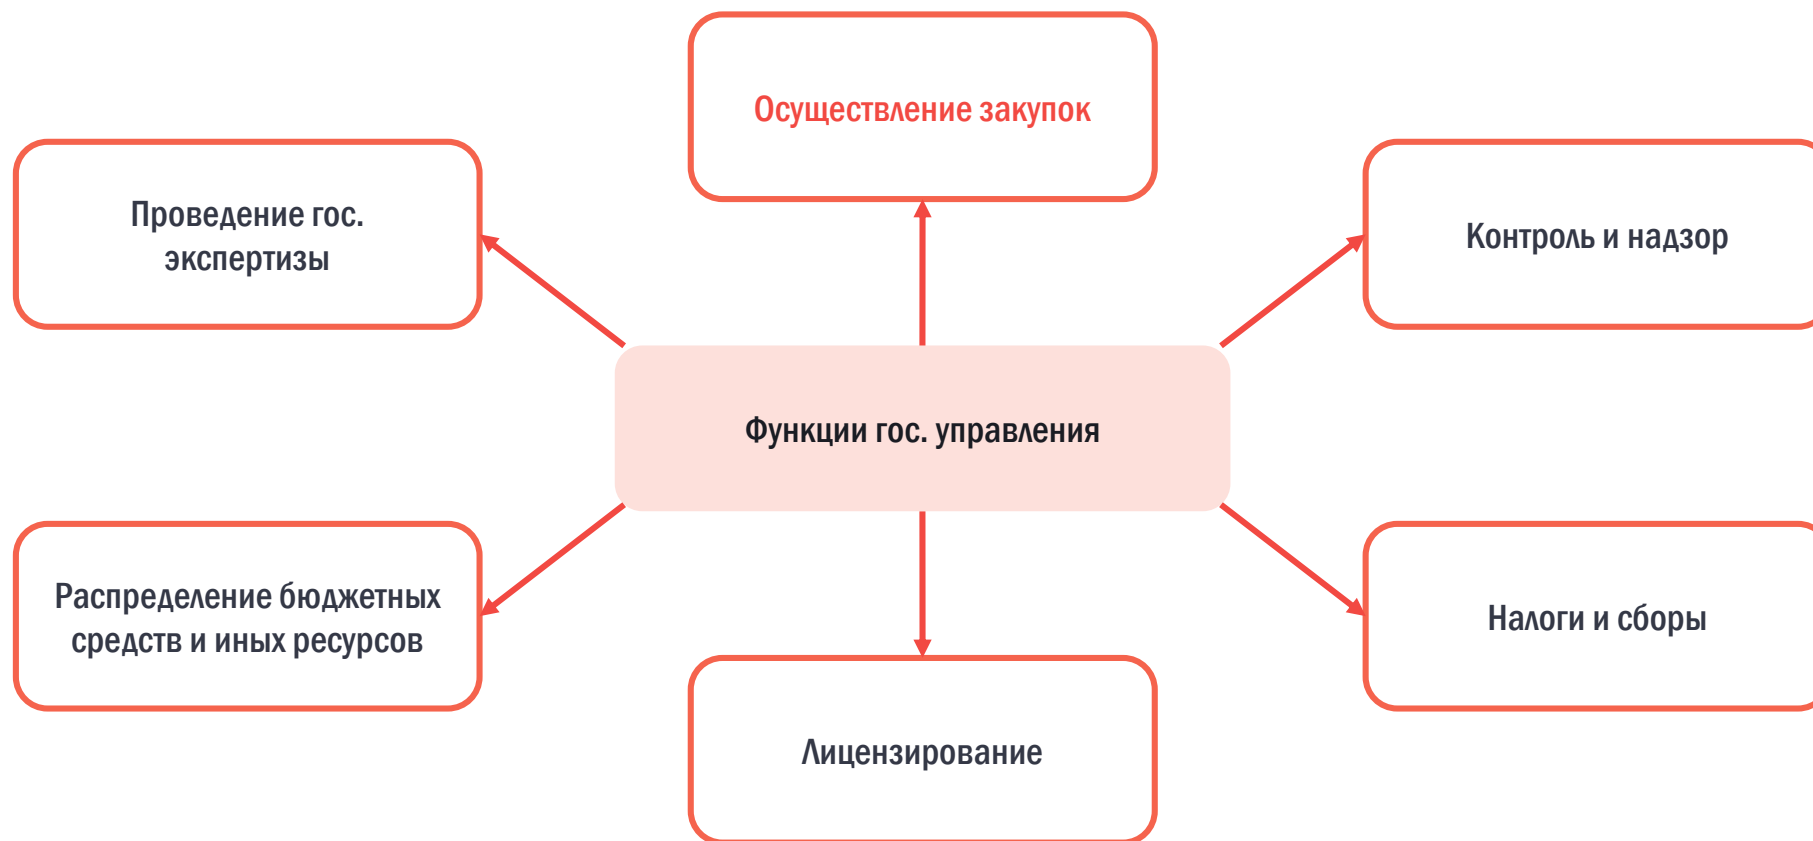 Осуществление закупок
Проведение гос.
экспертизы
Контроль и надзор
Функции гос. управления
Распределение бюджетных
средств и иных ресурсов
Налоги и сборы
Лицензирование